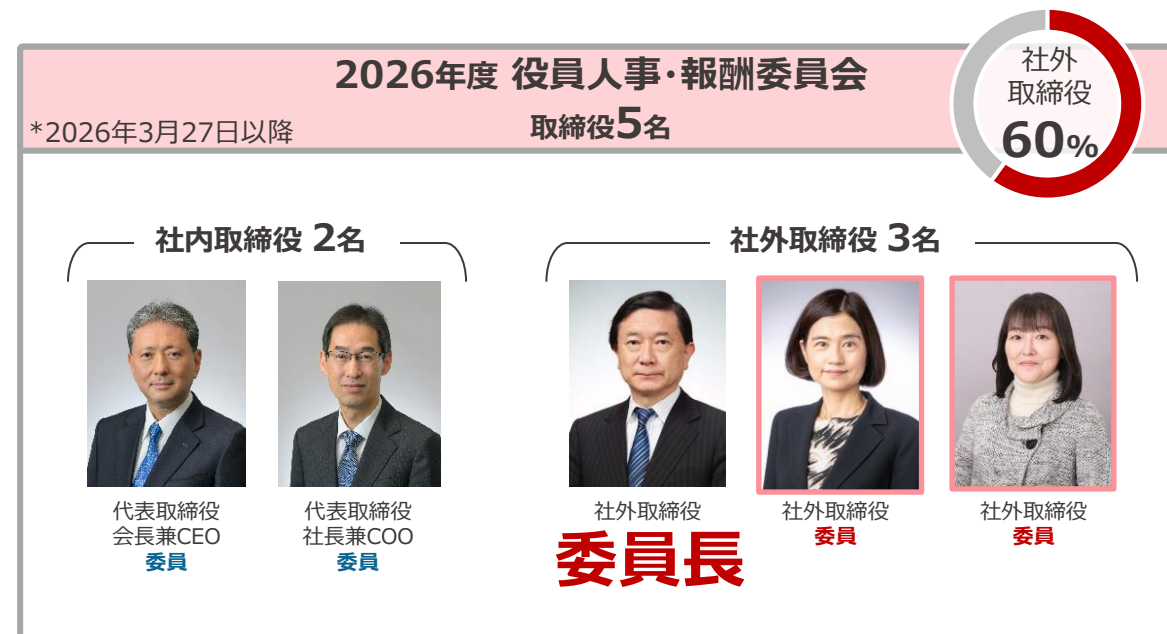 2026年度 役員人事･報酬委員会
取締役5名
*2026年3月27日以降
社外
取締役
60%
社内取締役 2名
社外取締役 3名
代表取締役
会長兼CEO
委員
代表取締役
社長兼COO
委員
社外取締役
委員長
社外取締役
委員
社外取締役
委員